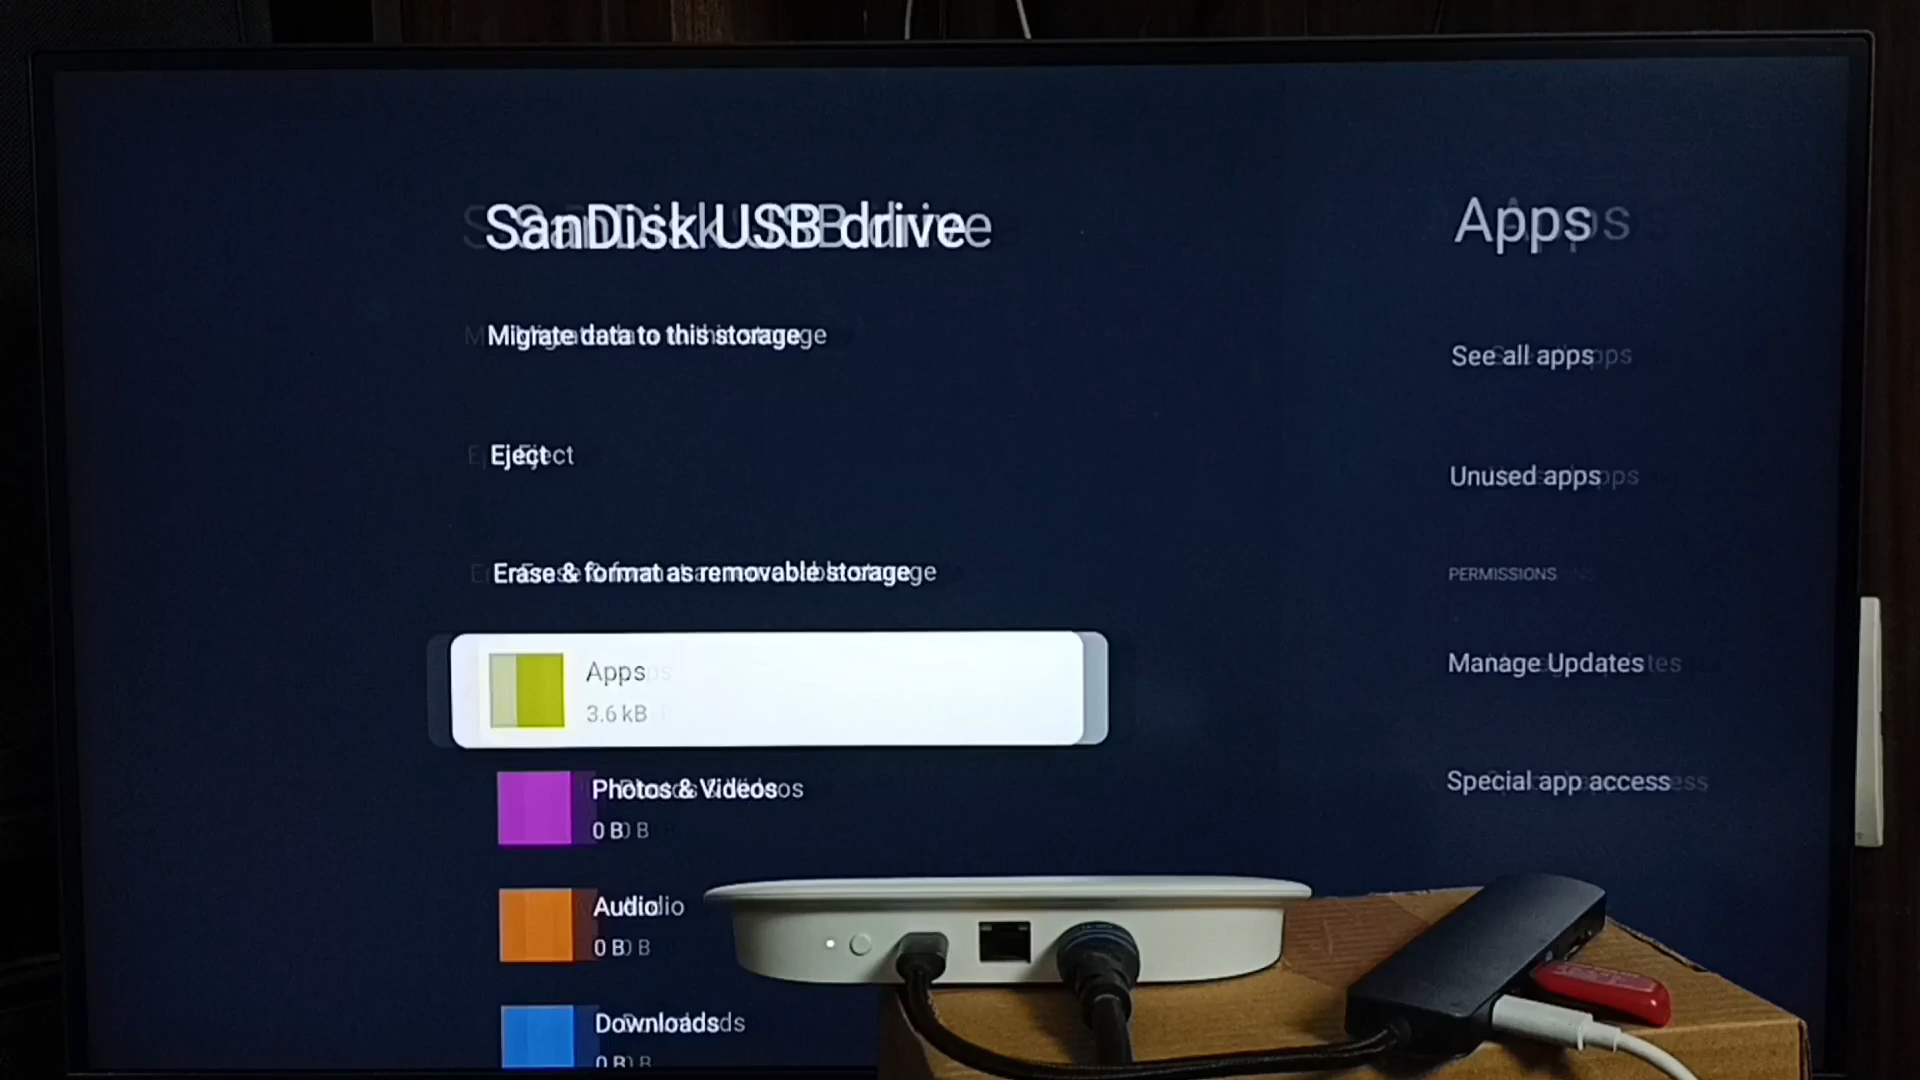 SanDisk USB drive
Migrate data to this storage
Eject
Erase & format as removable storage
Apps
3.6 kB
Photos & Videos
0 B
Audio
0 B
Downloads
0 B
Apps
See all apps
Unused apps
PERMISSIONS
Manage Updates
Special app access